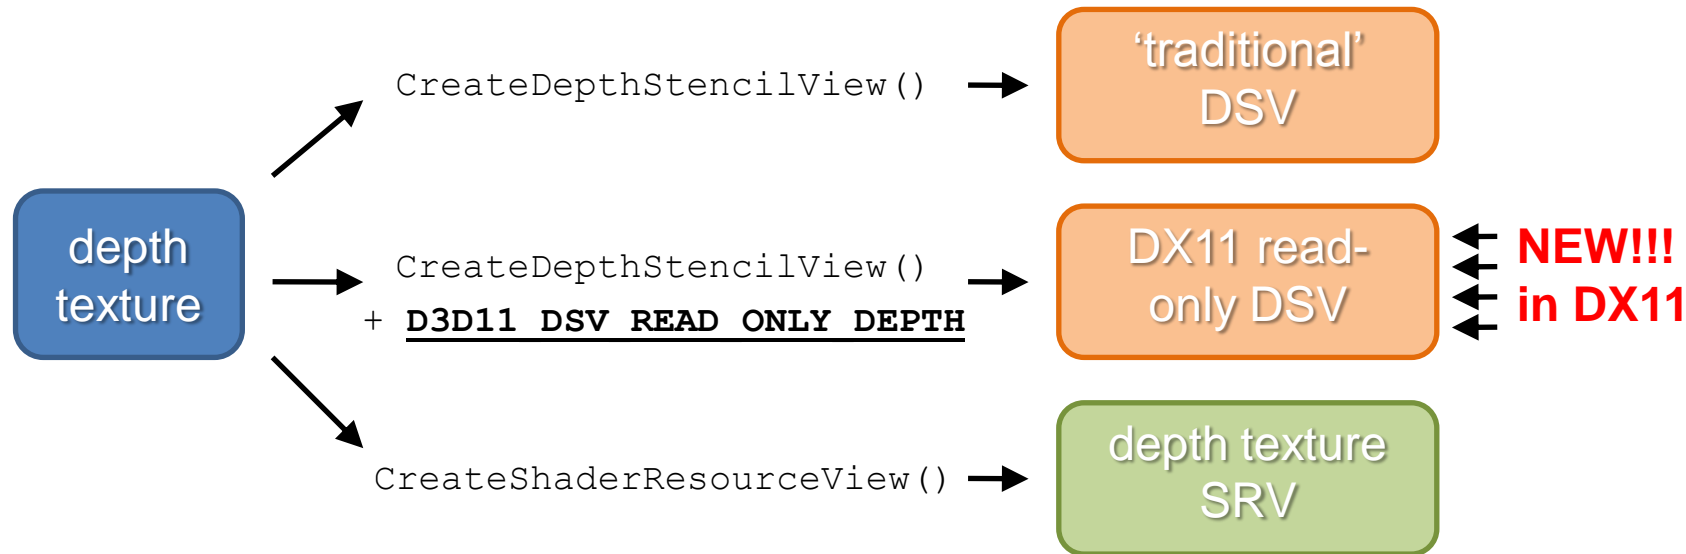 ‘traditional’
DSV
CreateDepthStencilView()
depth
texture
CreateDepthStencilView()
+ D3D11_DSV_READ_ONLY_DEPTH
DX11 read-
only DSV
NEW!!!
in DX11
CreateShaderResourceView()
depth texture
SRV